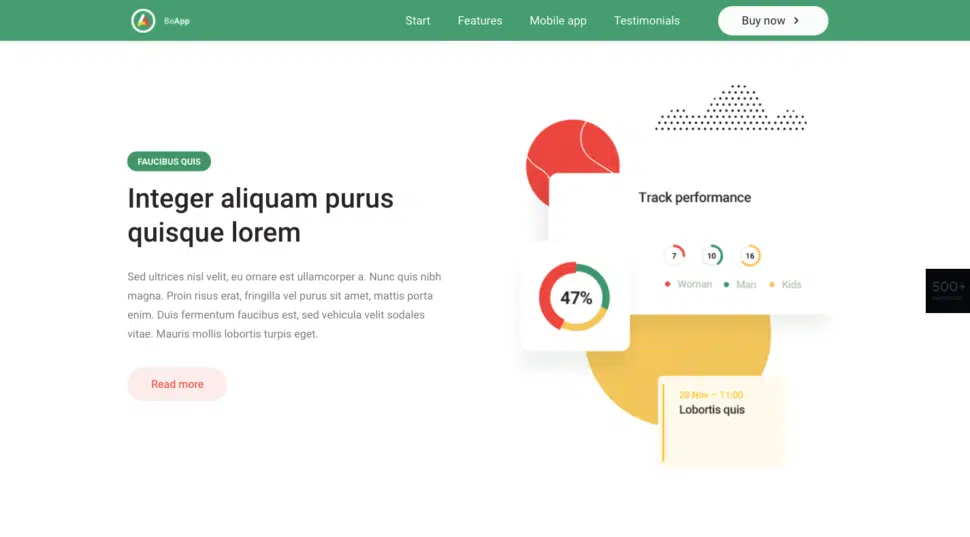 BeApp
Start
Features
Mobile app
Testimonials
Buy now
FAUCIBUS QUIS
Integer aliquam purus
quisque lorem
Sed ultrices nisl velit, eu ornare est ullamcorper a. Nunc quis nibh
magna. Proin risus erat, fringilla vel purus sit amet, mattis porta
enim. Duis fermentum faucibus est, sed vehicula velit sodales
vitae. Mauris mollis lobortis turpis eget.
Read more
Track performance
7
10
16
Woman
Man
Kids
47%
28 Nov – 11:00
Lobortis quis
500+